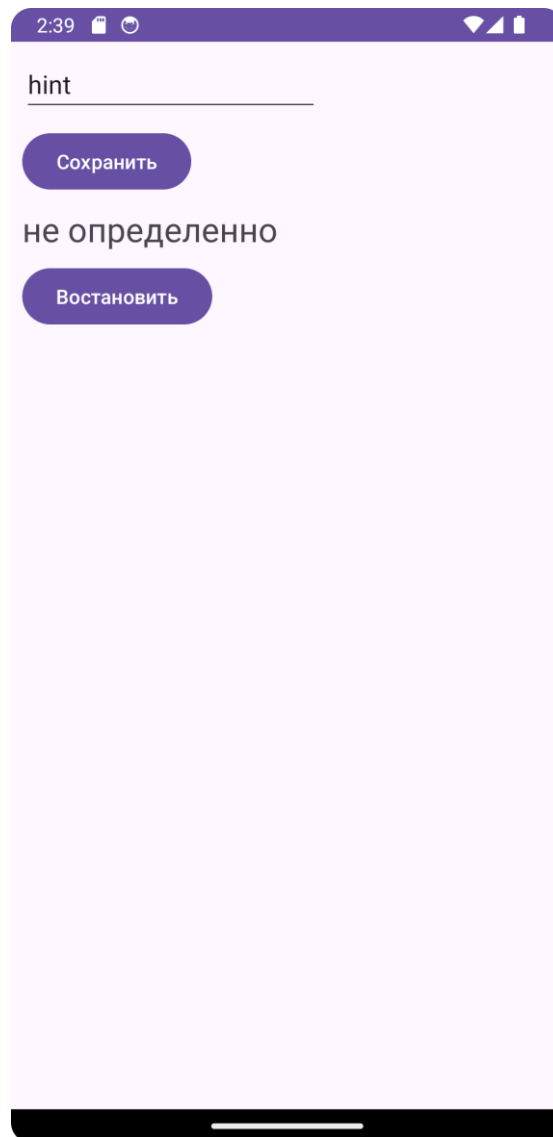 2:39
hint
Сохранить
не определенно
Востановить